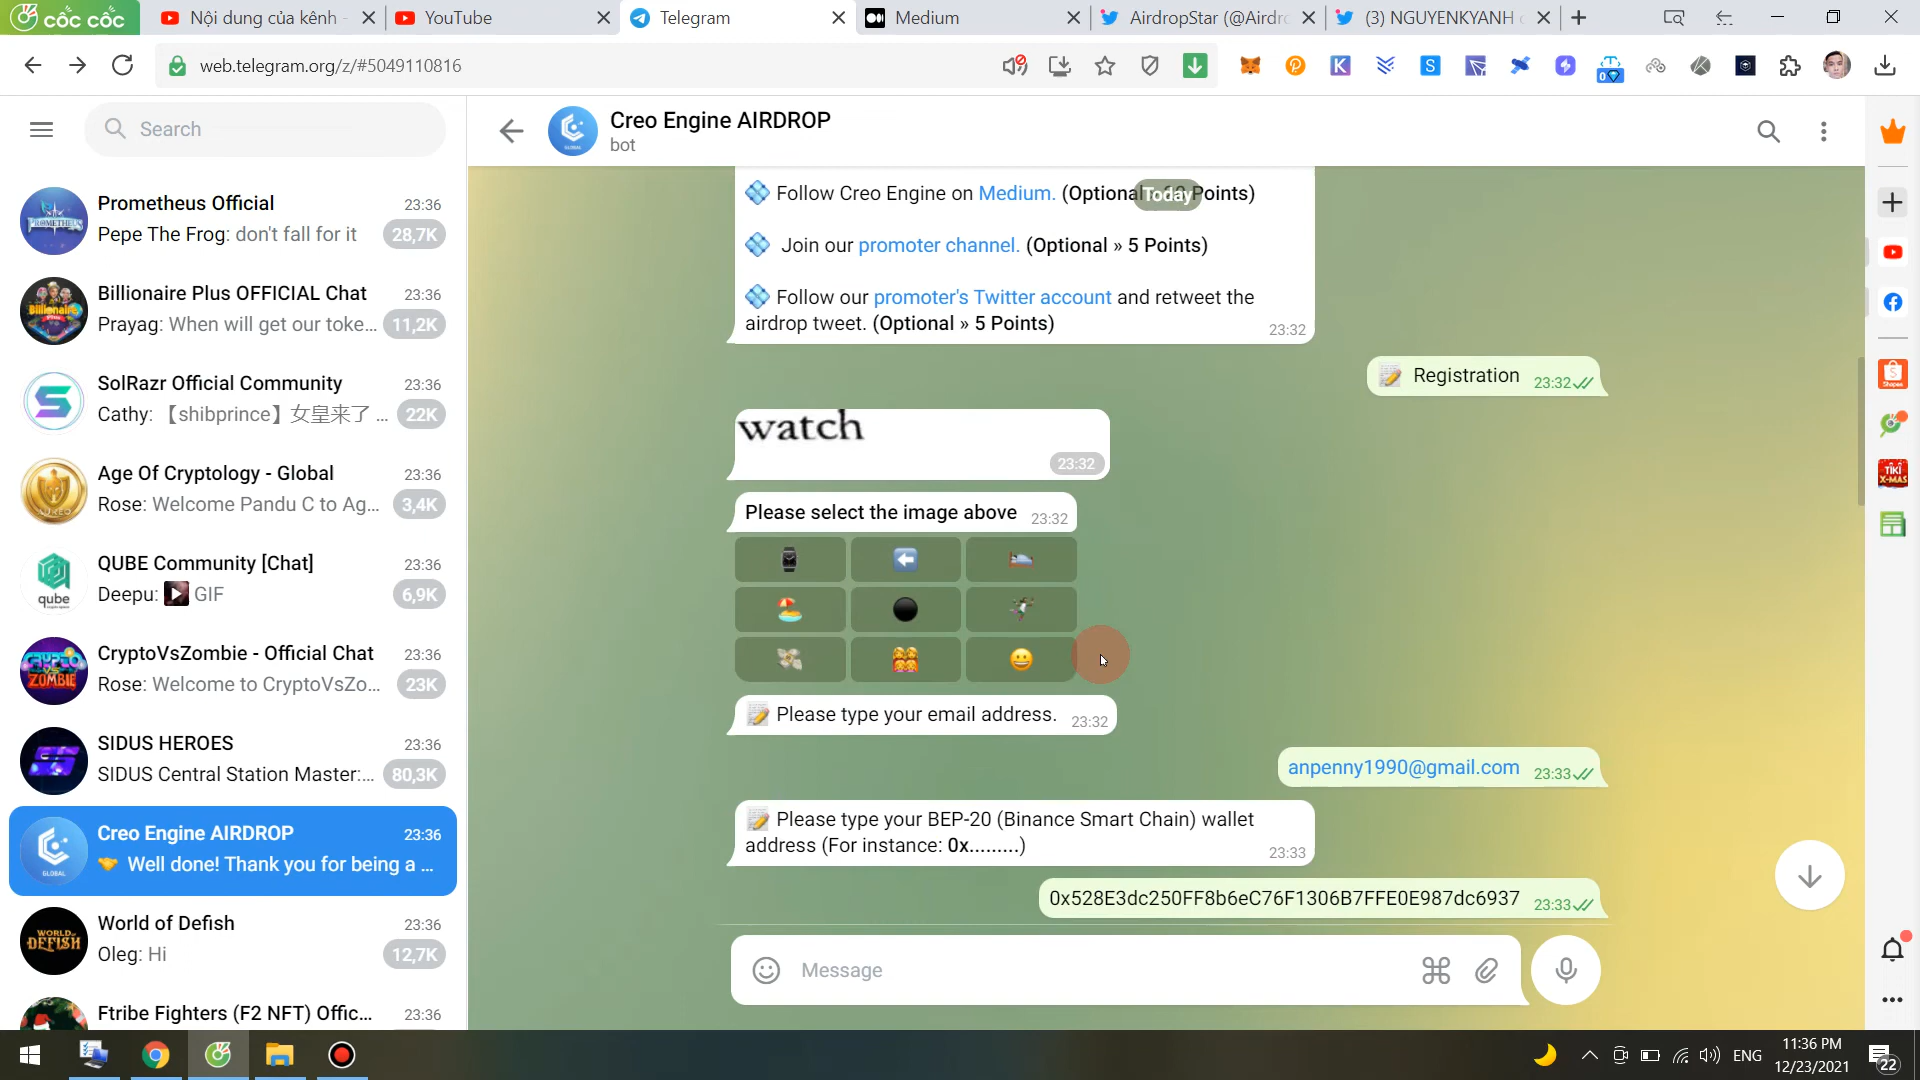 cốc cốc
Nội dung của kênh -
YouTube
Telegram
Medium
AirdropStar (@Airdro
(3) NGUYENKYANH
web.telegram.org/z/#5049110816
Search
Prometheus Official
23:36
Pepe The Frog: don't fall for it
28,7K
Billionaire Plus OFFICIAL Chat
23:36
Prayag: When will get our toke...
11,2K
SolRazr Official Community
23:36
Cathy: 【shibprince】女皇来了 ...
22K
Age Of Cryptology - Global
23:36
Rose: Welcome Pandu C to Ag...
3,4K
QUBE Community [Chat]
23:36
Deepu: GIF
6,9K
CryptoVsZombie - Official Chat
23:36
Rose: Welcome to CryptoVsZo...
23K
SIDUS HEROES
23:36
SIDUS Central Station Master:...
80,3K
Creo Engine AIRDROP
23:36
Well done! Thank you for being a ...
World of Defish
23:36
Oleg: Hi
12,7K
Ftribe Fighters (F2 NFT) Offic...
23:36
Creo Engine AIRDROP
bot
Follow Creo Engine on Medium. (Optional Points)
Today
Join our promoter channel. (Optional » 5 Points)
Follow our promoter's Twitter account and retweet the
airdrop tweet. (Optional » 5 Points)
23:32
Registration
23:32
watch
23:32
Please select the image above
23:32
Please type your email address.
23:32
anpenny1990@gmail.com
23:33
Please type your BEP-20 (Binance Smart Chain) wallet
address (For instance: 0x.........)
23:33
0x528E3dc250FF8b6eC76F1306B7FFE0E987dc6937
23:33
Message
ENG
11:36 PM
12/23/2021
22